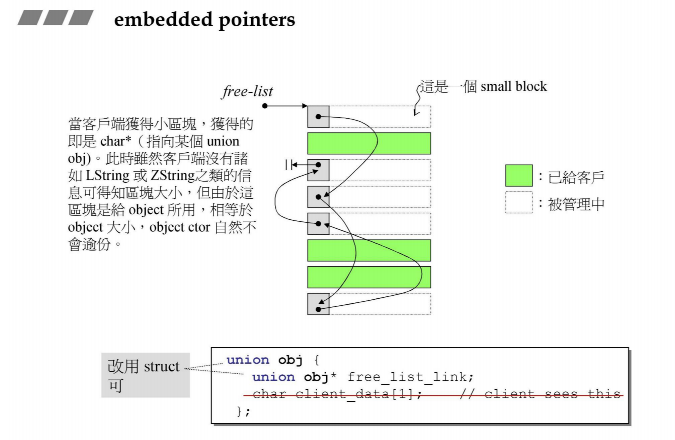 embedded pointers
free-list
這是一個 small block
當客戶端獲得小區塊，獲得的
即是 char*（指向某個 union
obj)。此時雖然客戶端沒有諸
如 LString 或 ZString之類的信
息可得知區塊大小，但由於這
區塊是給 object 所用，相等於
object 大小，object ctor 自然不
會逾份。
：已給客戶
：被管理中
改用 struct
可
union obj {
union obj* free_list_link;
char client_data[1]; // client sees this
};